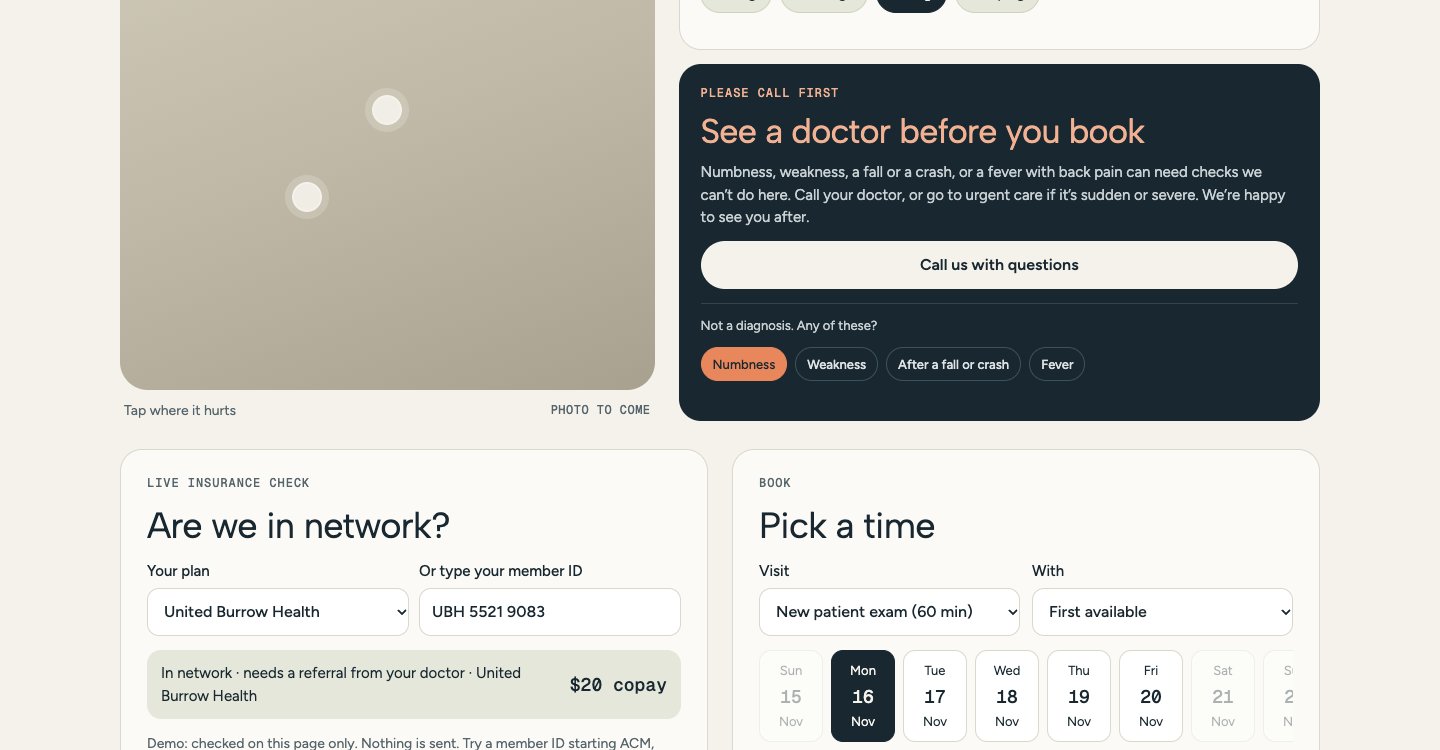 PLEASE CALL FIRST
See a doctor before you book
Numbness, weakness, a fall or a crash, or a fever with back pain can need checks we
can’t do here. Call your doctor, or go to urgent care if it’s sudden or severe. We’re happy
to see you after.
Call us with questions
Not a diagnosis. Any of these?
Numbness
Weakness
After a fall or crash
Fever
Tap where it hurts
PHOTO TO COME
LIVE INSURANCE CHECK
Are we in network?
Your plan
Or type your member ID
United Burrow Health
UBH 5521 9083
In network · needs a referral from your doctor · United
Burrow Health
$20 copay
Demo: checked on this page only. Nothing is sent. Try a member ID starting ACM,
BOOK
Pick a time
Visit
With
New patient exam (60 min)
First available
Sun
15
Nov
Mon
16
Nov
Tue
17
Nov
Wed
18
Nov
Thu
19
Nov
Fri
20
Nov
Sat
21
Nov